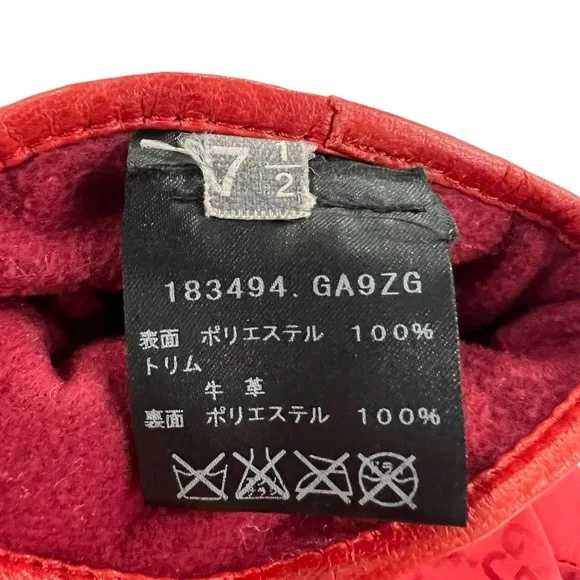 7 1/2
183494. GA9ZG
表面 ポリエステル 100%
トリム
牛 革
裏面 ポリエステル 100%